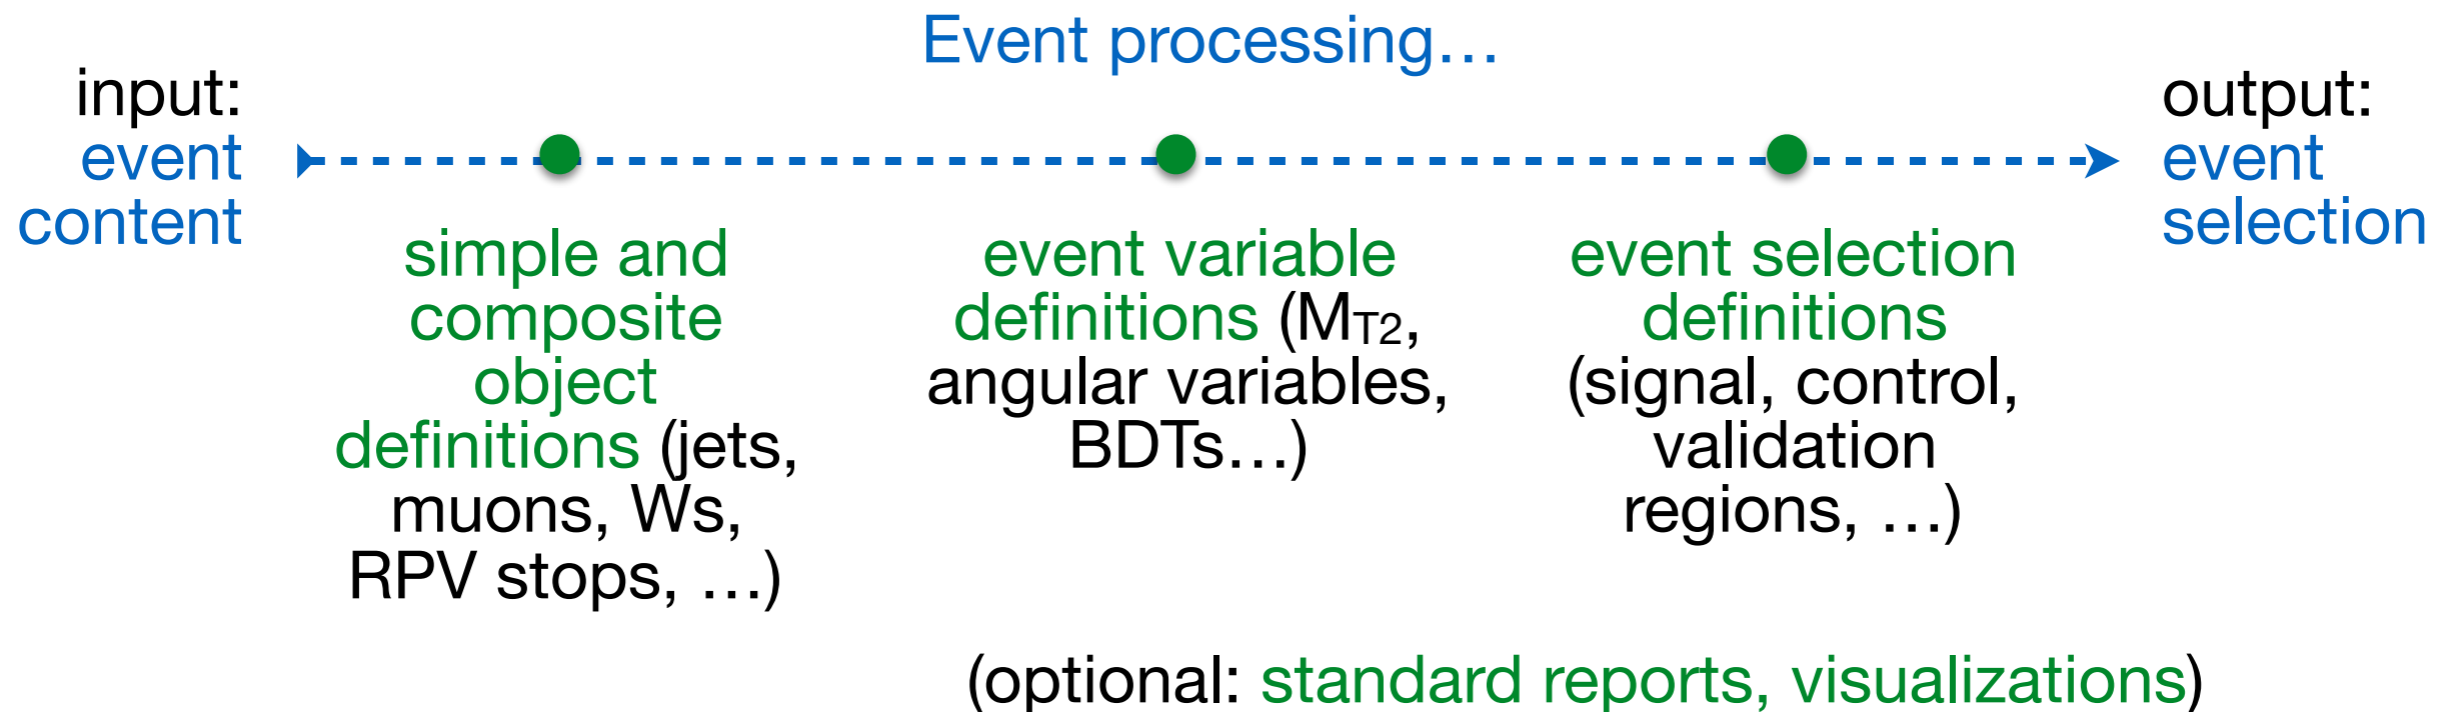 Event processing…
input:
event
content
simple and
composite
object
definitions (jets,
muons, Ws,
RPV stops, …)
event variable
definitions (MT2,
angular variables,
BDTs…)
event selection
definitions
(signal, control,
validation
regions, …)
output:
event
selection
(optional: standard reports, visualizations)